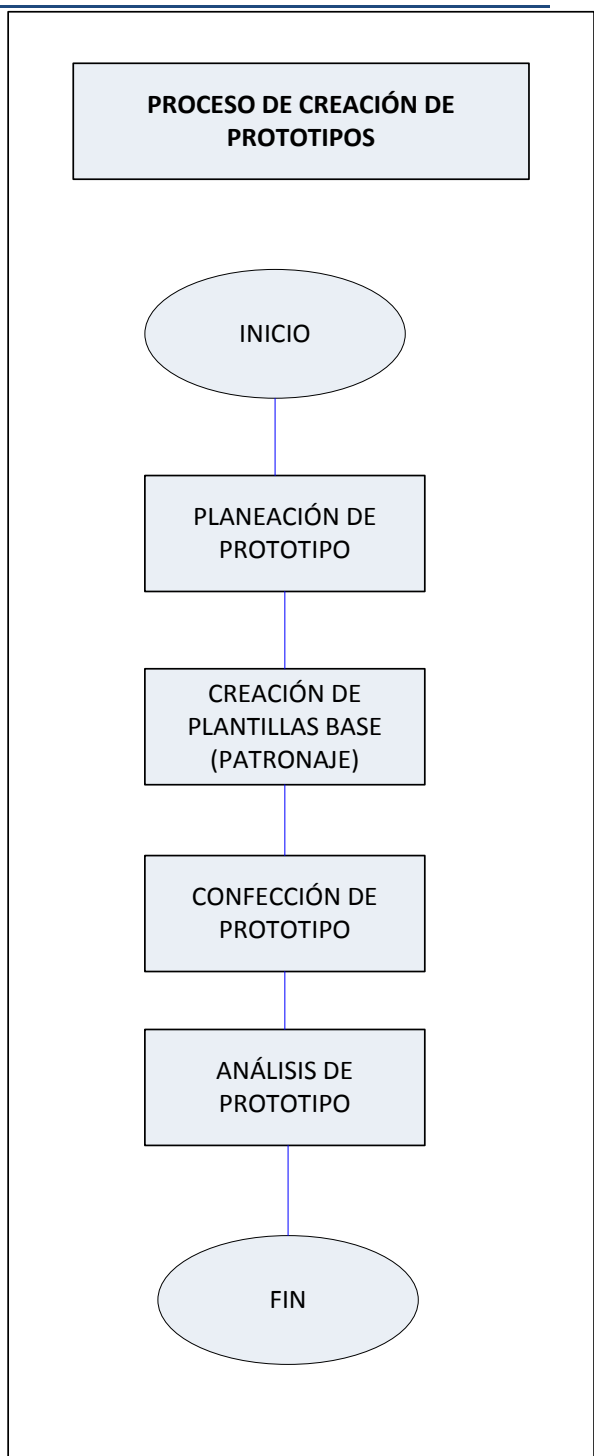 PROCESO DE CREACIÓN DE
PROTOTIPOS
INICIO
PLANEACIÓN DE
PROTOTIPO
CREACIÓN DE
PLANTILLAS BASE
(PATRONAJE)
CONFECCIÓN DE
PROTOTIPO
ANÁLISIS DE
PROTOTIPO
FIN